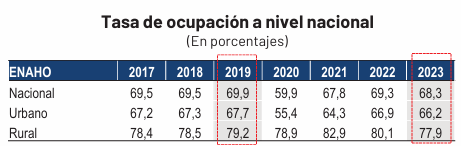 Tasa de ocupación a nivel nacional
(En porcentajes)
ENAHO 2017 2018 2019 2020 2021 2022 2023
Nacional 69,5 69,5 69,9 59,9 67,8 69,3 68,3
Urbano 67,2 67,3 67,7 55,4 64,3 66,9 66,2
Rural 78,4 78,5 79,2 78,9 82,9 80,1 77,9